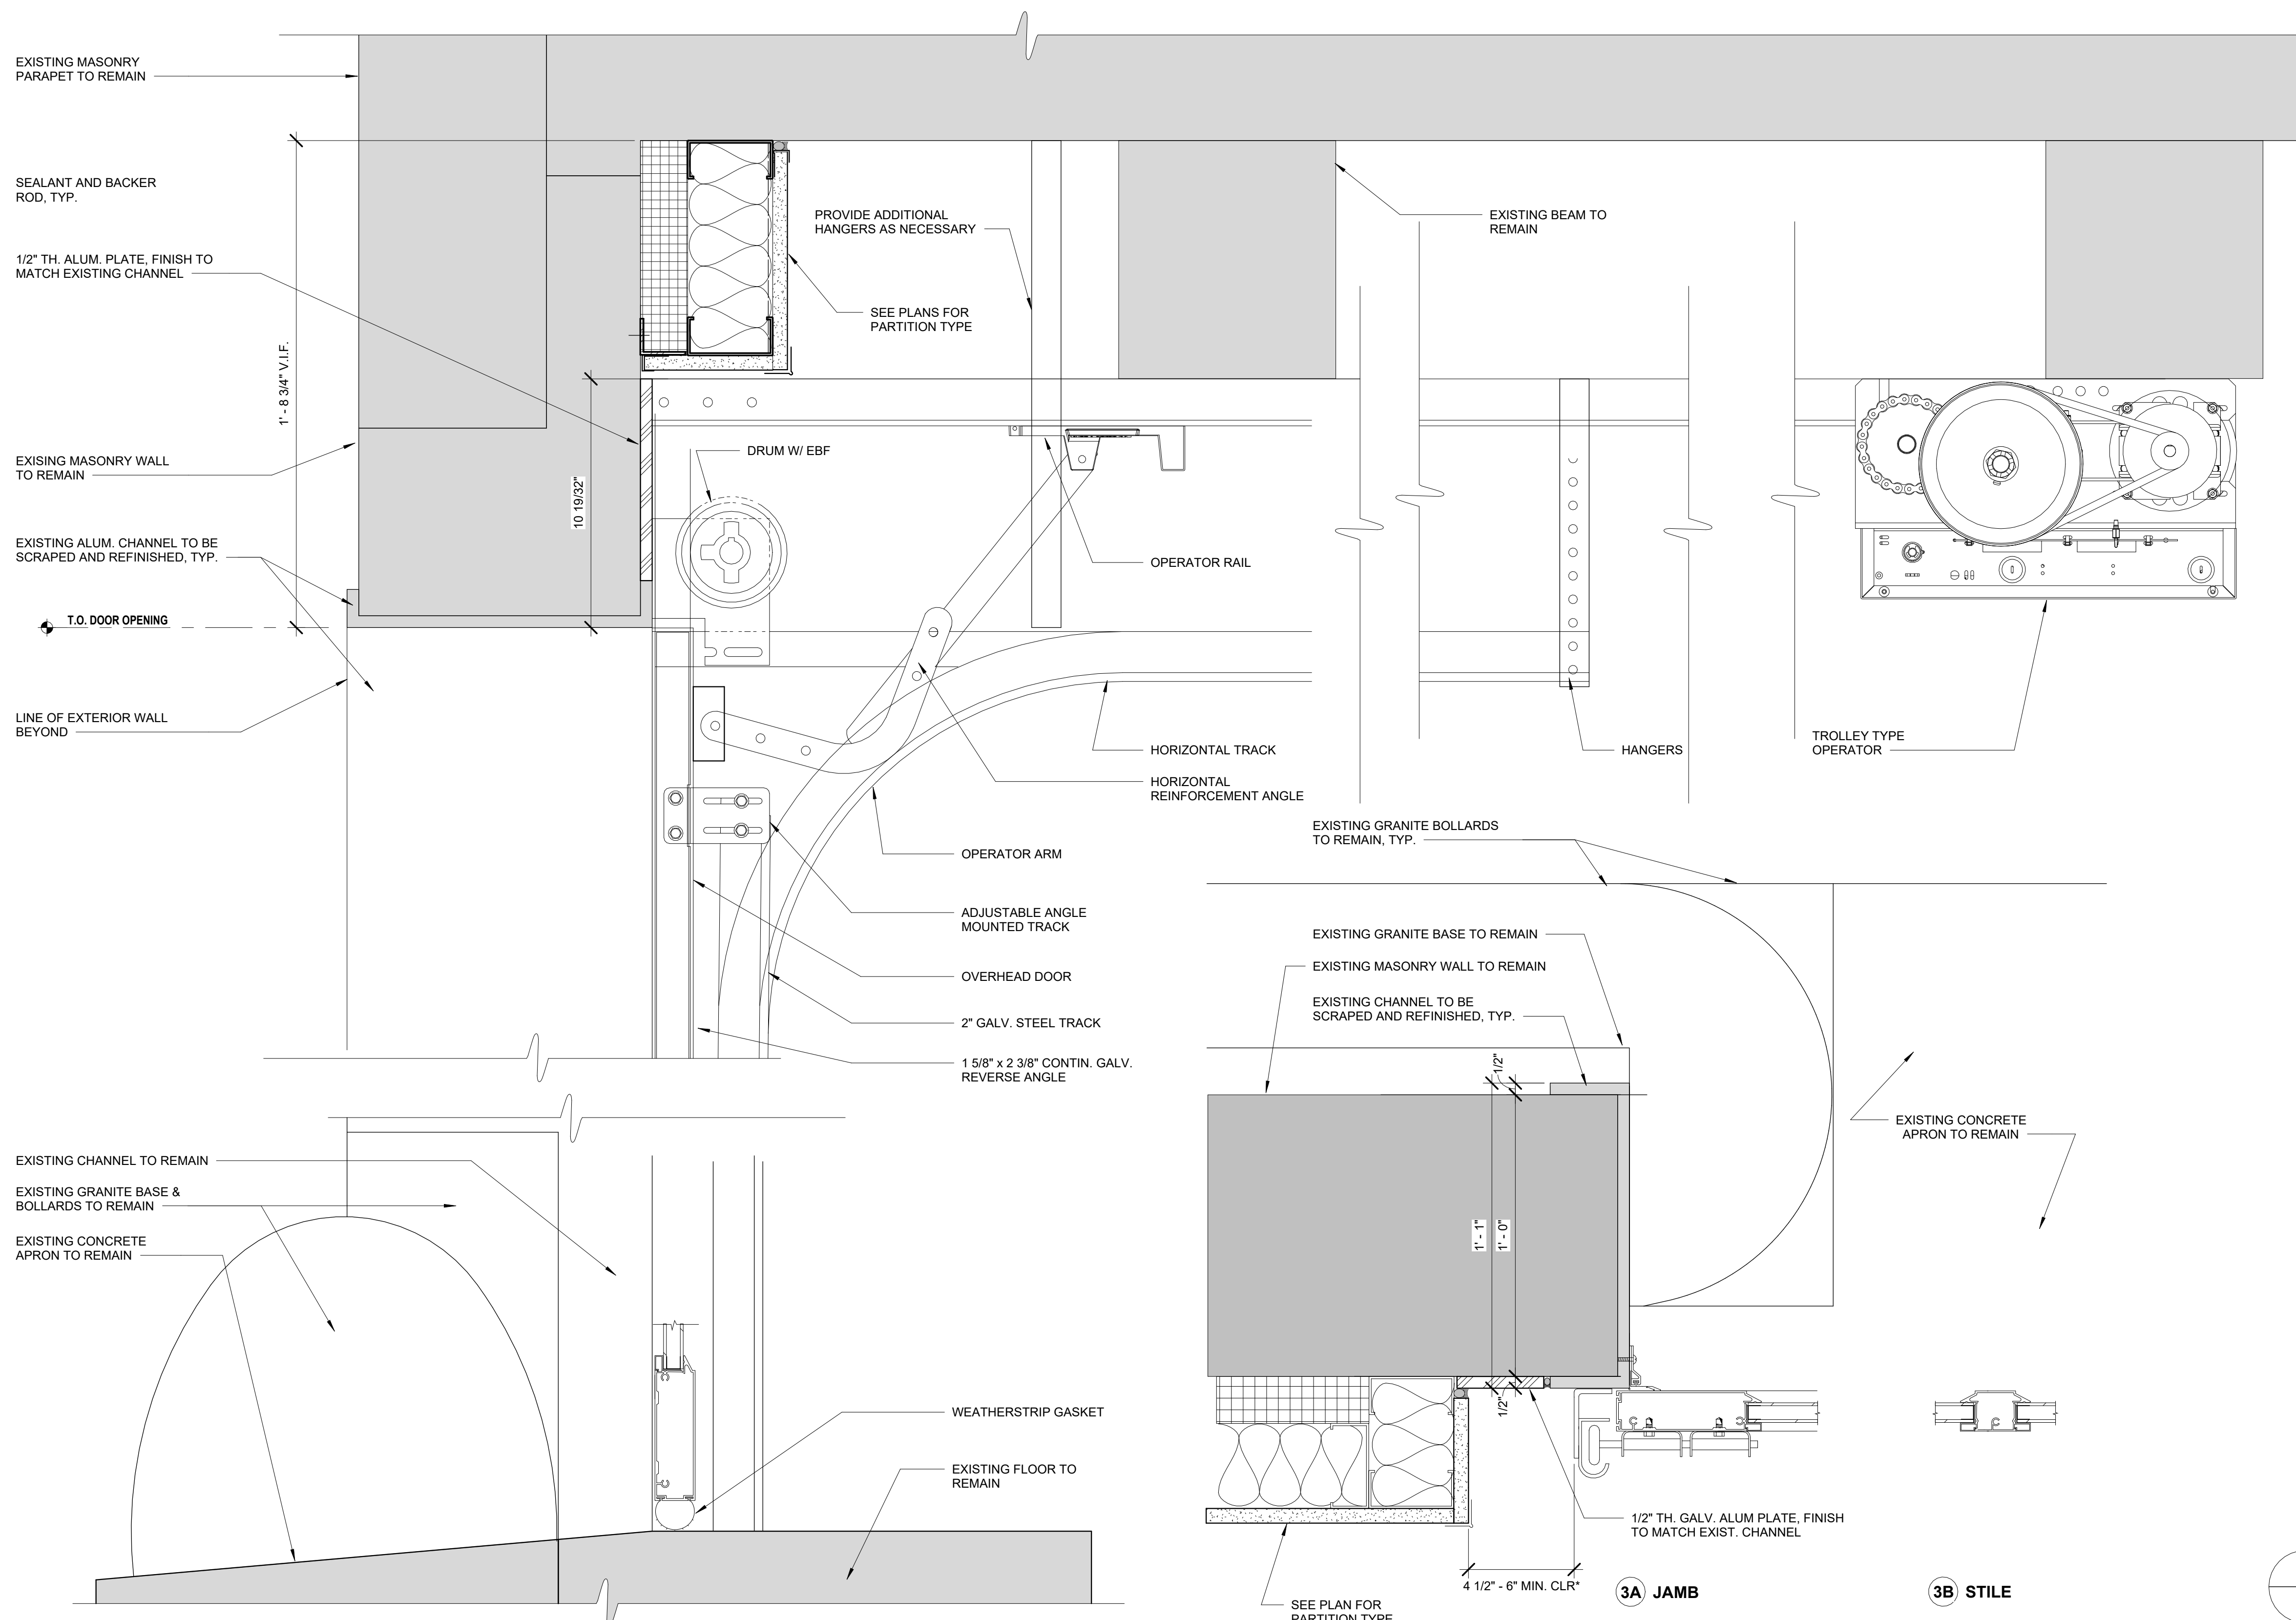 EXISTING MASONRY
PARAPET TO REMAIN
SEALANT AND BACKER
ROD, TYP.
1/2" TH. ALUM. PLATE, FINISH TO
MATCH EXISTING CHANNEL
1' - 8 3/4" V.I.F.
EXISING MASONRY WALL
TO REMAIN
10 19/32"
EXISTING ALUM. CHANNEL TO BE
SCRAPED AND REFINISHED, TYP.
T.O. DOOR OPENING
LINE OF EXTERIOR WALL
BEYOND
PROVIDE ADDITIONAL
HANGERS AS NECESSARY
SEE PLANS FOR
PARTITION TYPE
EXISTING BEAM TO
REMAIN
DRUM W/ EBF
OPERATOR RAIL
HORIZONTAL TRACK
HORIZONTAL
REINFORCEMENT ANGLE
HANGERS
TROLLEY TYPE
OPERATOR
OPERATOR ARM
ADJUSTABLE ANGLE
MOUNTED TRACK
OVERHEAD DOOR
2" GALV. STEEL TRACK
1 5/8" x 2 3/8" CONTIN. GALV.
REVERSE ANGLE
EXISTING GRANITE BOLLARDS
TO REMAIN, TYP.
EXISTING GRANITE BASE TO REMAIN
EXISTING MASONRY WALL TO REMAIN
EXISTING CHANNEL TO BE
SCRAPED AND REFINISHED, TYP.
1/2"
1' - 1"
1' - 0"
1/2"
EXISTING CONCRETE
APRON TO REMAIN
EXISTING CHANNEL TO REMAIN
EXISTING GRANITE BASE &
BOLLARDS TO REMAIN
EXISTING CONCRETE
APRON TO REMAIN
WEATHERSTRIP GASKET
EXISTING FLOOR TO
REMAIN
1/2" TH. GALV. ALUM PLATE, FINISH
TO MATCH EXIST. CHANNEL
4 1/2" - 6" MIN. CLR*
SEE PLAN FOR
PARTITION TYPE
3A JAMB
3B STILE